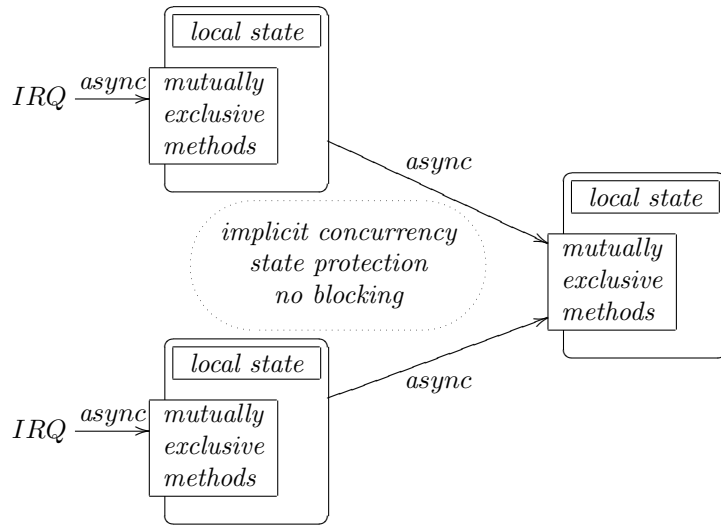 local state
IRQ
async
mutually
exclusive
methods
async
implicit concurrency
state protection
no blocking
local state
mutually
exclusive
methods
local state
IRQ
async
mutually
exclusive
methods
async